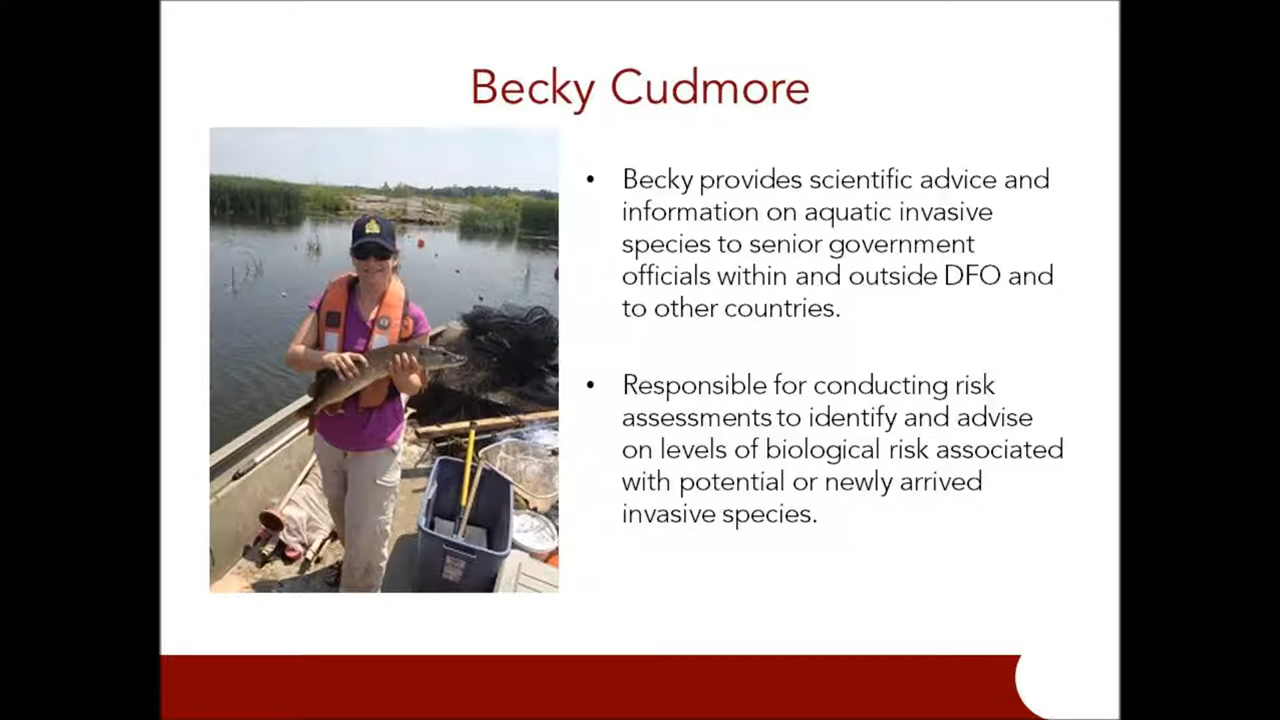 Becky Cudmore
• Becky provides scientific advice and
information on aquatic invasive
species to senior government
officials within and outside DFO and
to other countries.
• Responsible for conducting risk
assessments to identify and advise
on levels of biological risk associated
with potential or newly arrived
invasive species.